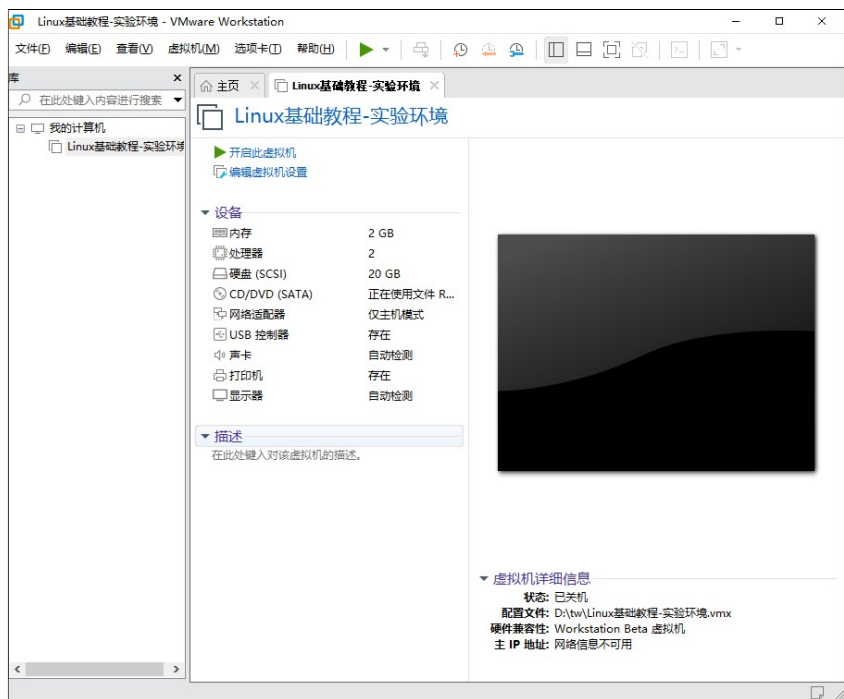 Linux基础教程-实验环境 - VMware Workstation
文件(F) 编辑(E) 查看(V) 虚拟机(M) 选项卡(T) 帮助(H)
库
在此处键入内容进行搜索
我的计算机
Linux基础教程-实验环境
主页
Linux基础教程-实验环境
Linux基础教程-实验环境
开启此虚拟机
编辑虚拟机设置
设备
内存 2 GB
处理器 2
硬盘 (SCSI) 20 GB
CD/DVD (SATA) 正在使用文件 R...
网络适配器 仅主机模式
USB 控制器 存在
声卡 自动检测
打印机 存在
显示器 自动检测
描述
在此处键入对该虚拟机的描述。
虚拟机详细信息
状态: 已关机
配置文件: D:\tw\Linux基础教程-实验环境.vmx
硬件兼容性: Workstation Beta 虚拟机
主 IP 地址: 网络信息不可用